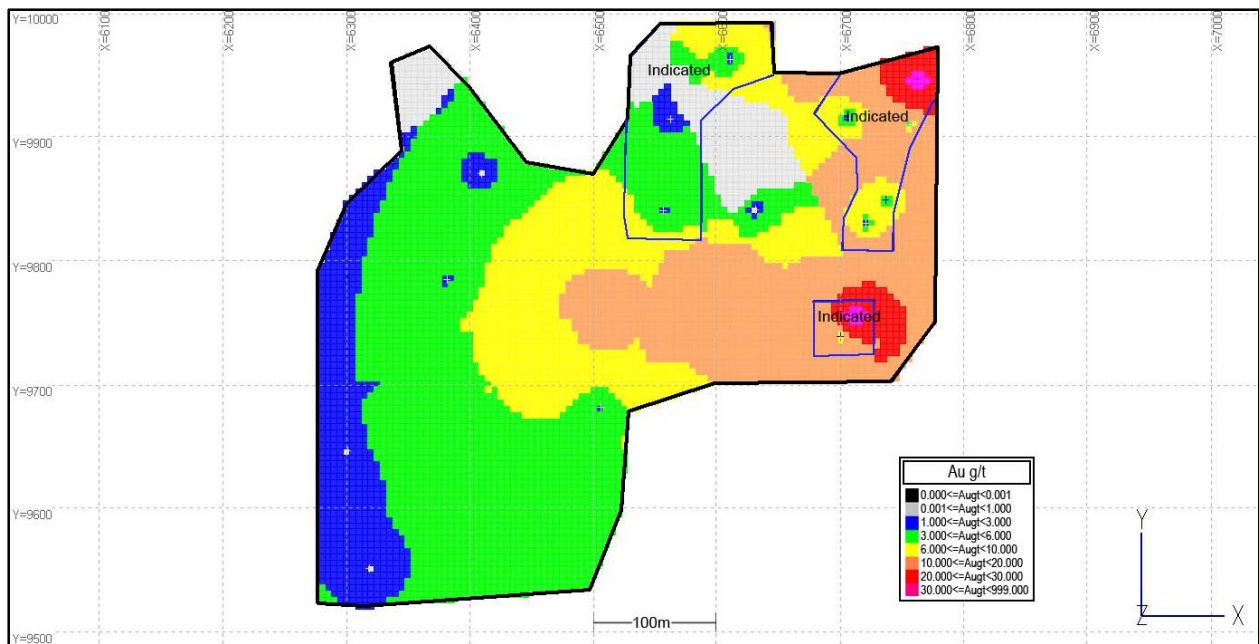 Y=10000
X=6100
X=6200
X=6300
X=6400
X=6500
X=6600
X=6700
X=6800
X=6900
X=7000
Indicated
Indicated
Y=9900
Y=9800
Indicated
Y=9700
Y=9600
Y=9500
100m
Au g/t
0.000<=Augt<0.001
0.001<=Augt<1.000
1.000<=Augt<3.000
3.000<=Augt<6.000
6.000<=Augt<10.000
10.000<=Augt<20.000
20.000<=Augt<30.000
30.000<=Augt<999.000
Y
Z X